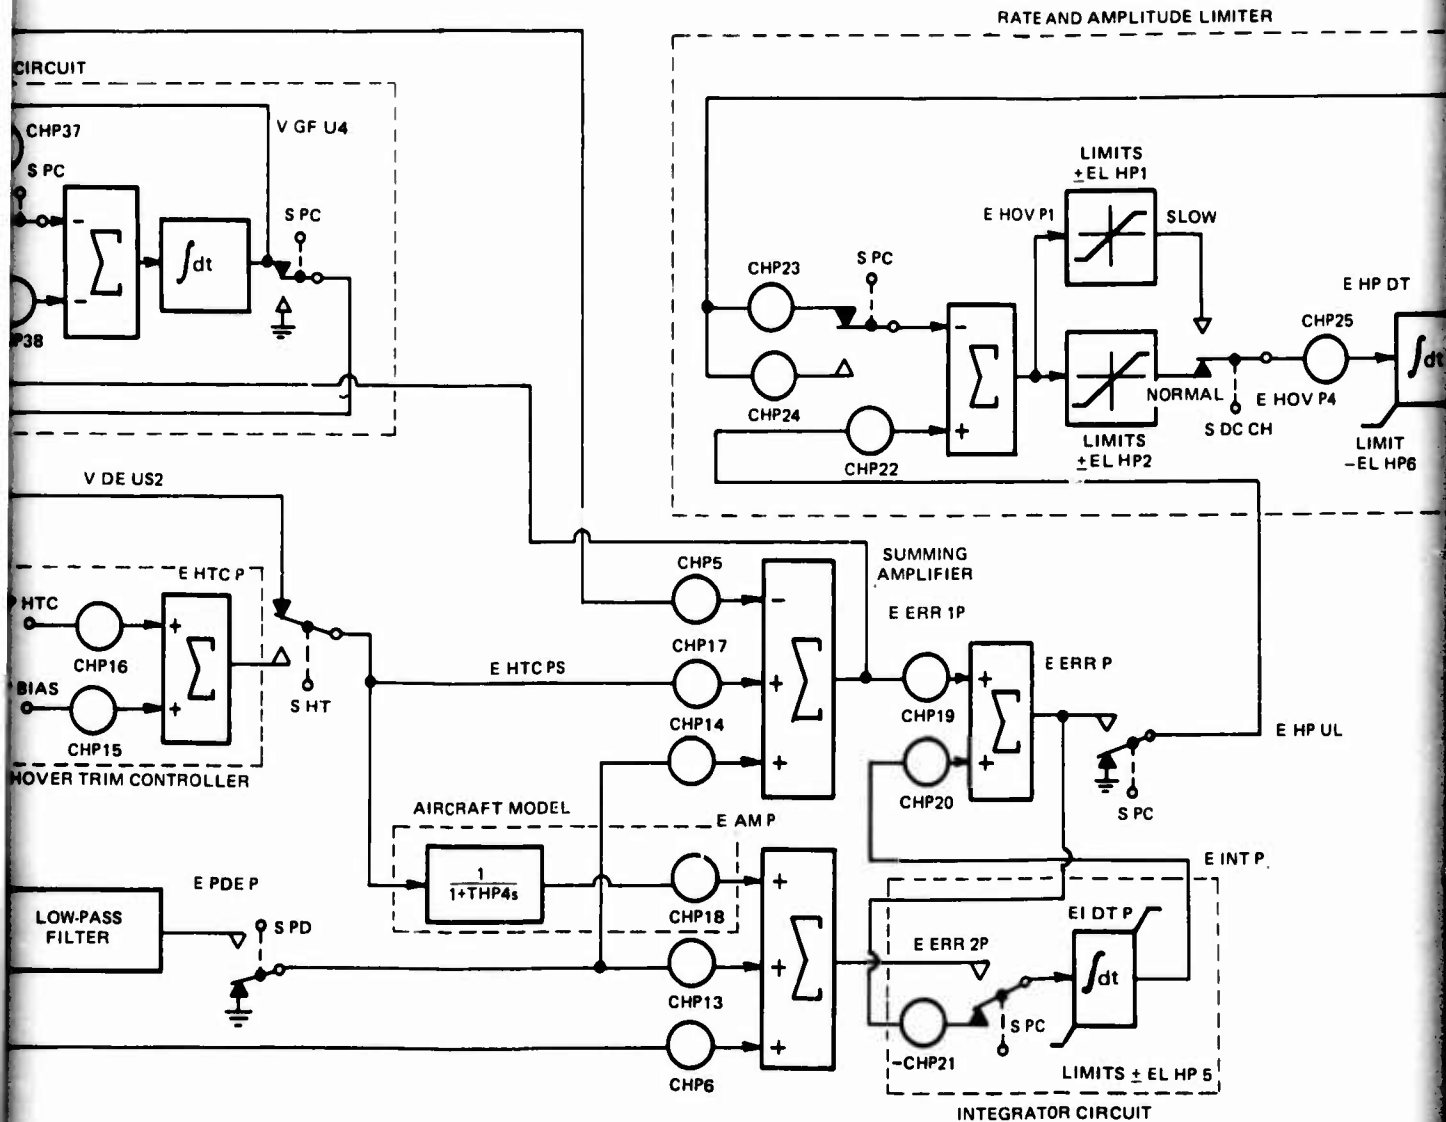 RATE AND AMPLITUDE LIMITER
CIRCUIT
CHP37
V GF U4
S PC
S PC
Σ
∫dt
P38
LIMITS
±EL HP1
E HOV P1
SLOW
CHP23
S PC
E HP DT
CHP25
CHP24
Σ
∫dt
NORMAL
E HOV P4
S DC CH
CHP22
LIMITS
±EL HP2
LIMIT
-EL HP6
V DE US2
E HTC P
HTC
CHP16
BIAS
CHP15
Σ
S HT
HOVER TRIM CONTROLLER
SUMMING
AMPLIFIER
CHP5
E ERR 1P
CHP17
E HTC PS
Σ
CHP14
CHP19
E ERR P
Σ
CHP20
E HP UL
S PC
AIRCRAFT MODEL
E AM P
1
1+THP4s
CHP18
E INT P
E PDE P
LOW-PASS
FILTER
S PD
CHP13
Σ
CHP6
E ERR 2P
EI DT P
∫dt
S PC
-CHP21
LIMITS ± EL HP 5
INTEGRATOR CIRCUIT